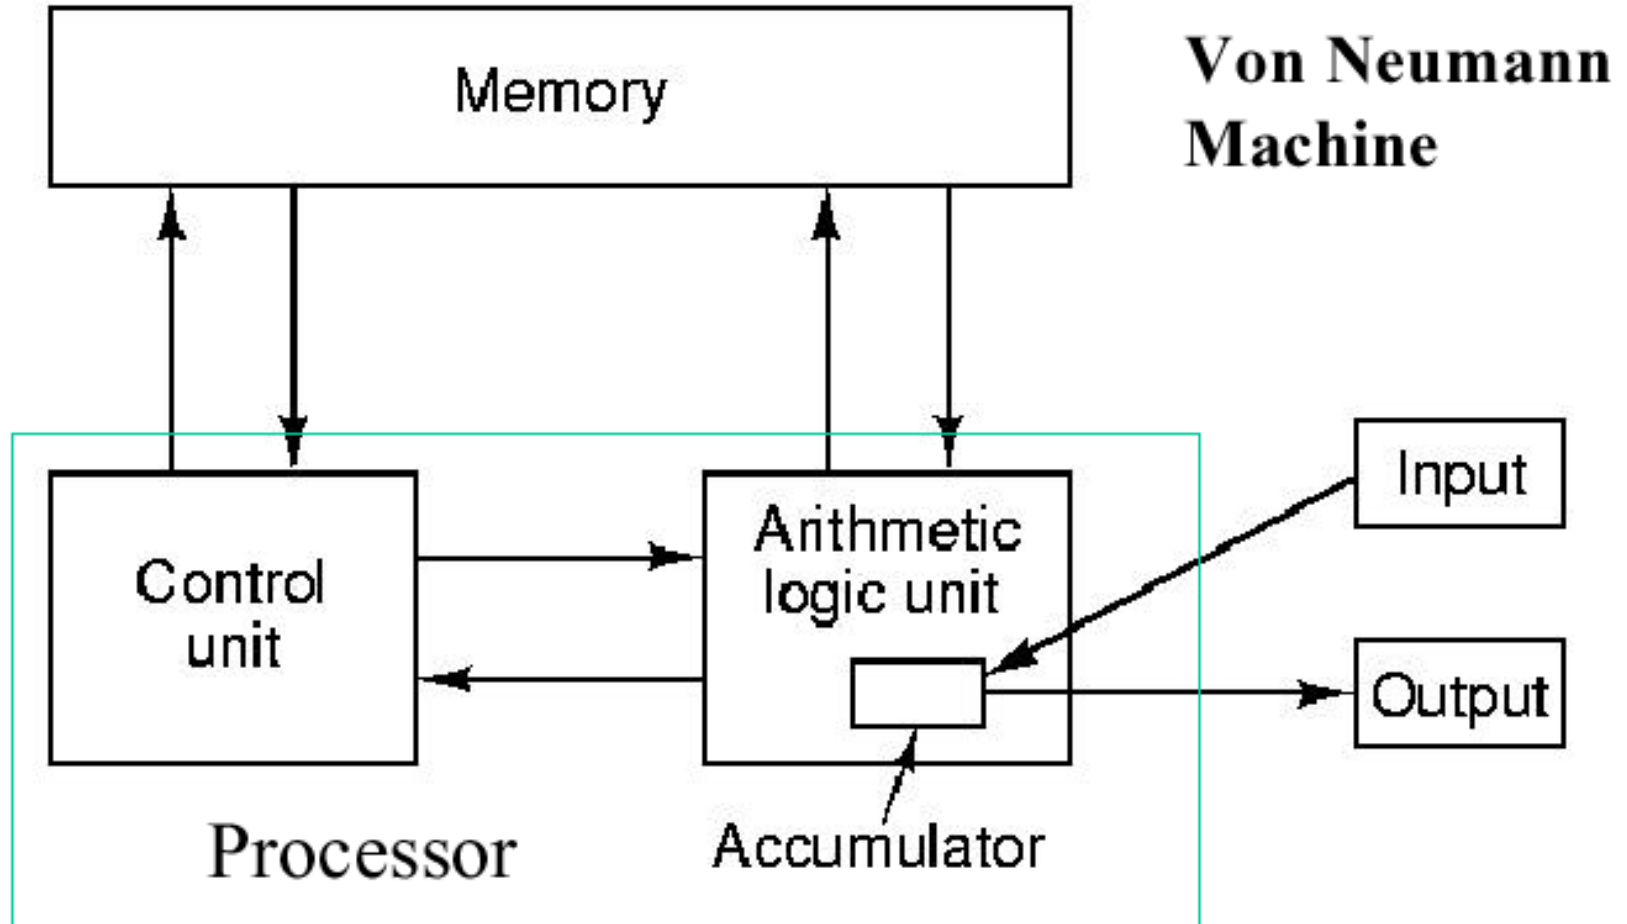 Von Neumann
Machine
Memory
Control
unit
Arithmetic
logic unit
Input
Output
Processor
Accumulator